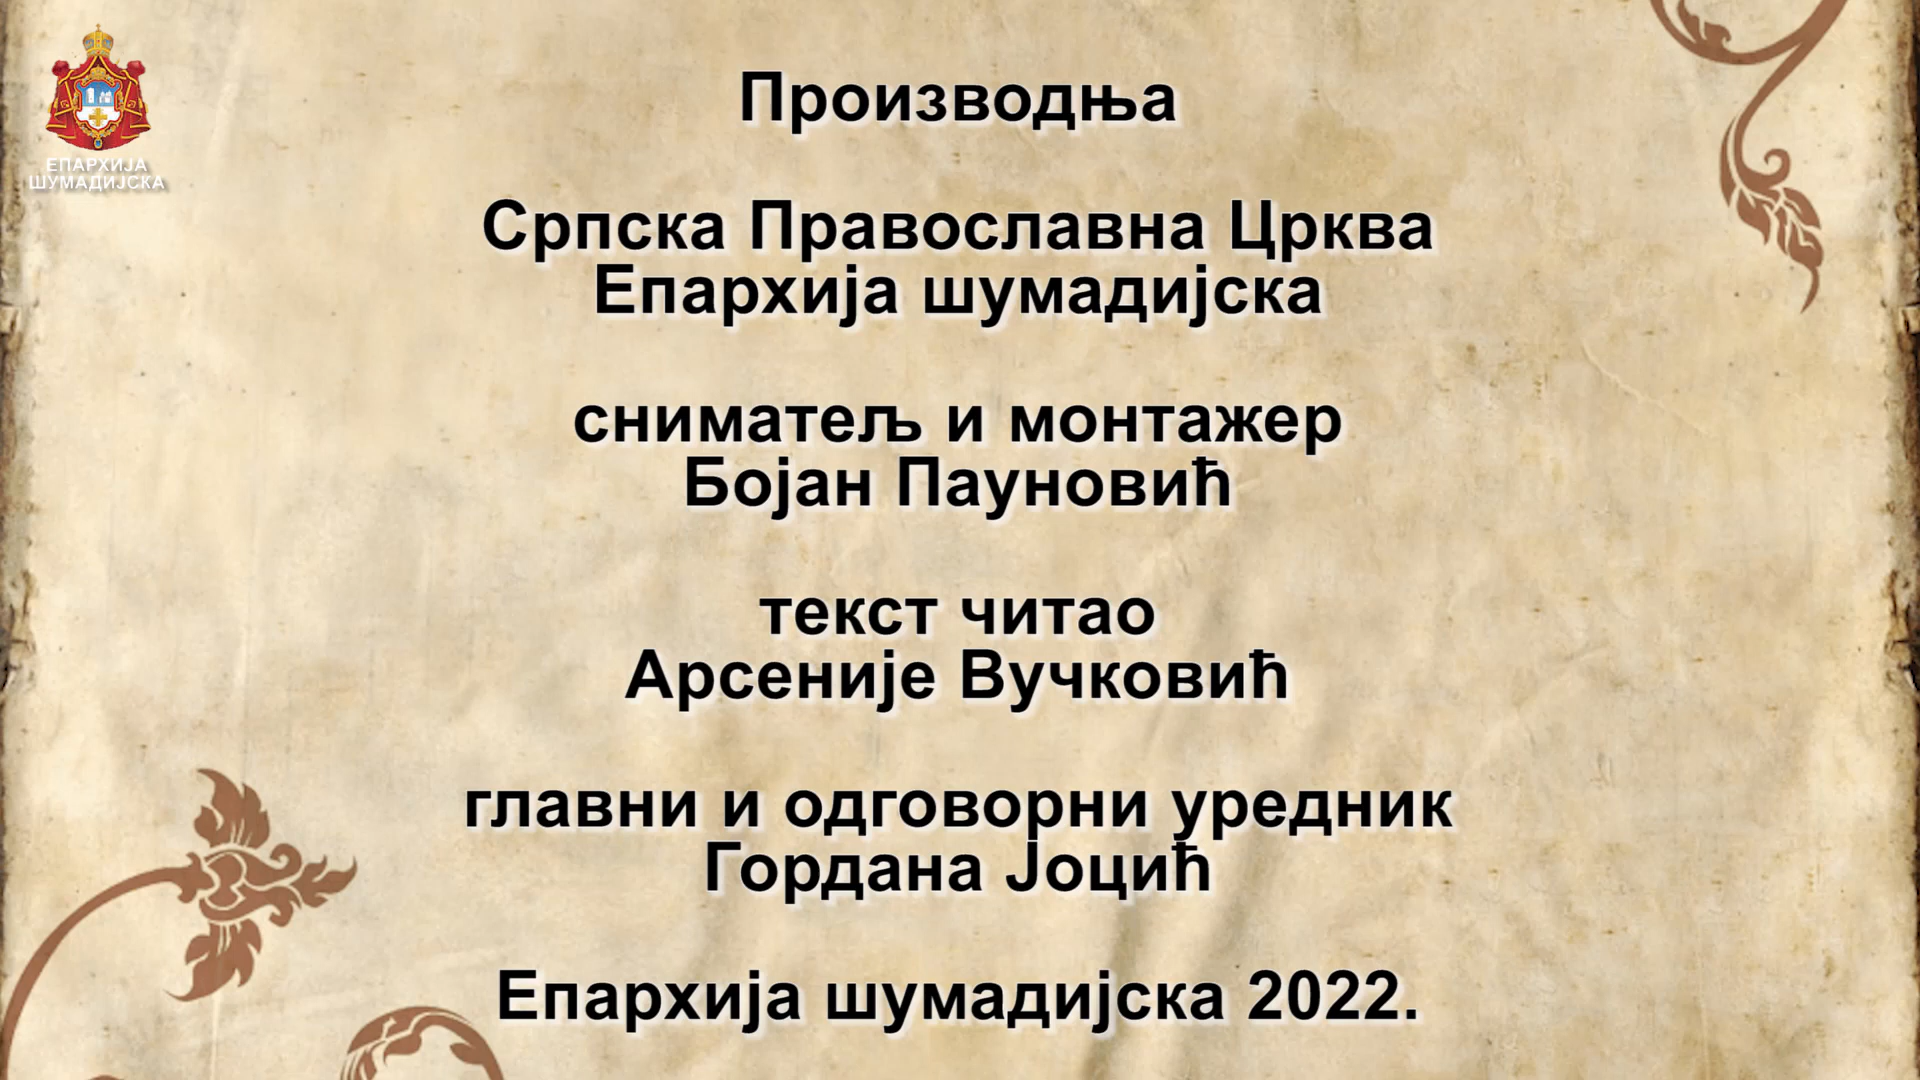 ЕПАРХИЈА
ШУМАДИЈСКА
Производња
Српска Православна Црква
Епархија шумадијска
сниматељ и монтажер
Бојан Пауновић
текст читао
Арсеније Вучковић
главни и одговорни уредник
Гордана Јоцић
Епархија шумадијска 2022.